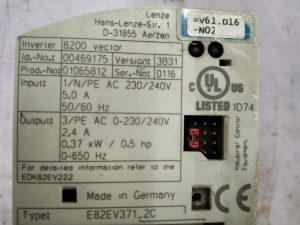 Lenze
Hans-Lenze-Str. 1
D-31855 Aerzen
=V61.D16
-N02
Inverter 8200 vector
Id.-No.: 00469175 Version: 3831
Prod.-No: 01065812 Ser.-No: 0116
Input: 1/N/PE AC 230/240V
5,0 A
50/60 Hz
Output: 3/PE AC 0-230/240V
2,4 A
0,37 kW / 0.5 hp
0-650 Hz
For detailed information refer to the
EDK82EV222
C UL US
LISTED 1D74
Industrial Control
Equipment
Made in Germany
Type: E82EV371_2C